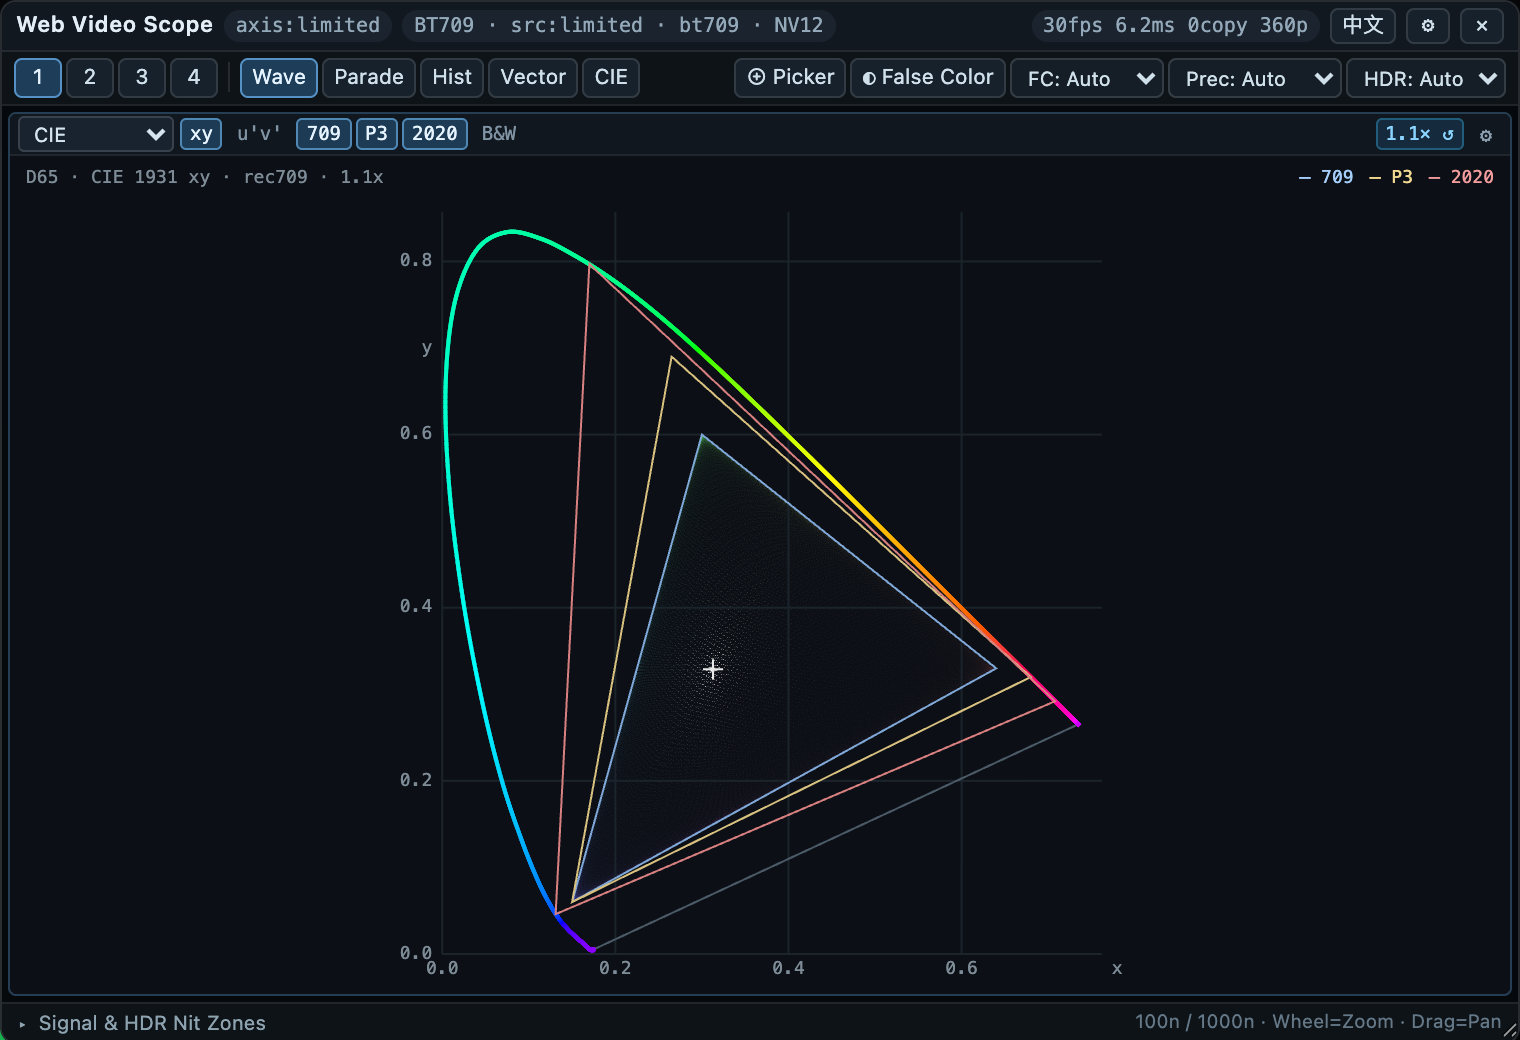 Web Video Scope axis:limited BT709 · src:limited · bt709 · NV12 30fps 6.2ms 0copy 360p 中文 ⚙ ×
1 2 3 4 Wave Parade Hist Vector CIE ⊕ Picker ◐ False Color FC: Auto Prec: Auto HDR: Auto
CIE xy u'v' 709 P3 2020 B&W 1.1× ↺ ⚙
D65 · CIE 1931 xy · rec709 · 1.1x — 709 — P3 — 2020
0.8
y
0.6
0.4
0.2
0.0
0.0 0.2 0.4 0.6 x
▸ Signal & HDR Nit Zones 100n / 1000n · Wheel=Zoom · Drag=Pan